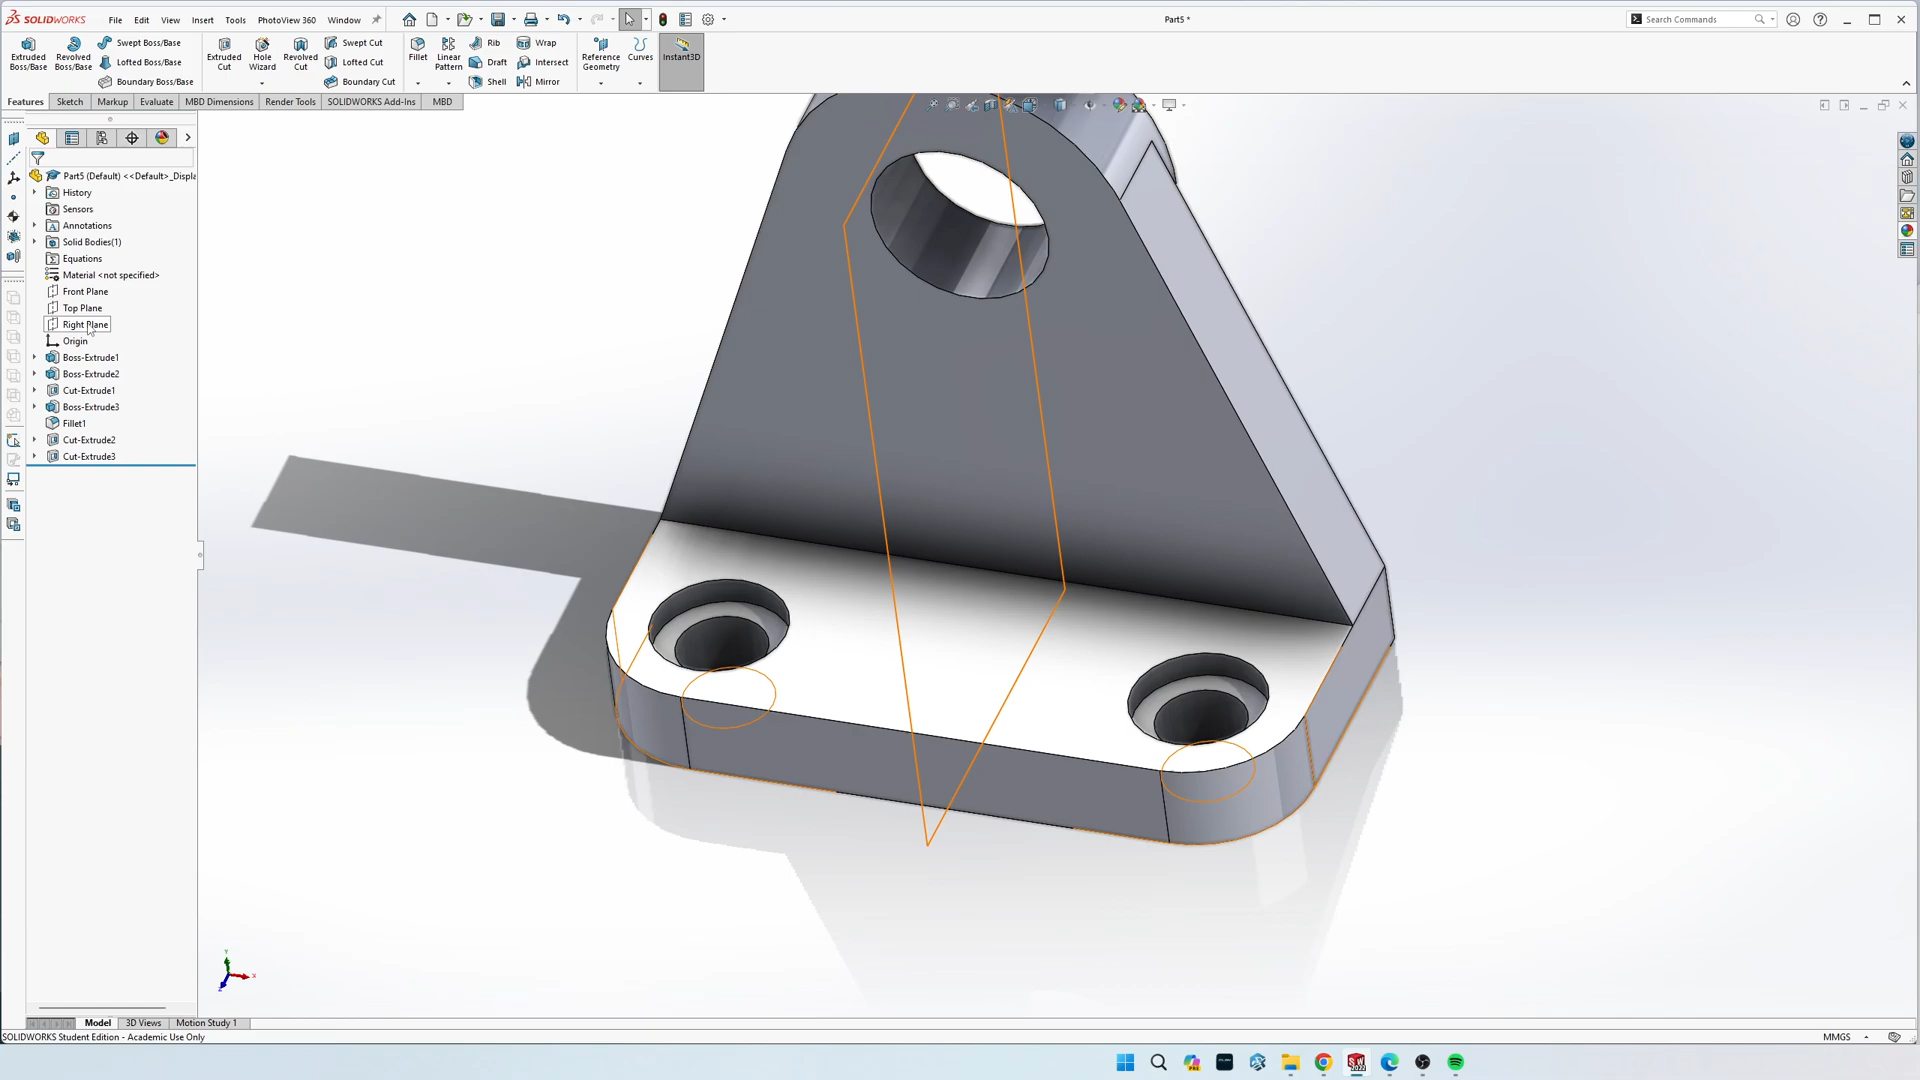 SOLIDWORKS File Edit View Insert Tools PhotoView 360 Window Part5 * Search Commands
Extruded Boss/Base
Revolved Boss/Base
Swept Boss/Base
Lofted Boss/Base
Boundary Boss/Base
Extruded Cut
Hole Wizard
Revolved Cut
Swept Cut
Lofted Cut
Boundary Cut
Fillet
Linear Pattern
Rib
Draft
Shell
Wrap
Intersect
Mirror
Reference Geometry
Curves
Instant3D
Features Sketch Markup Evaluate MBD Dimensions Render Tools SOLIDWORKS Add-Ins MBD
Part5 (Default) <<Default>_Displa
History
Sensors
Annotations
Solid Bodies(1)
Equations
Material <not specified>
Front Plane
Top Plane
Right Plane
Origin
Boss-Extrude1
Boss-Extrude2
Cut-Extrude1
Boss-Extrude3
Fillet1
Cut-Extrude2
Cut-Extrude3
Model 3D Views Motion Study 1
SOLIDWORKS Student Edition - Academic Use Only MMGS